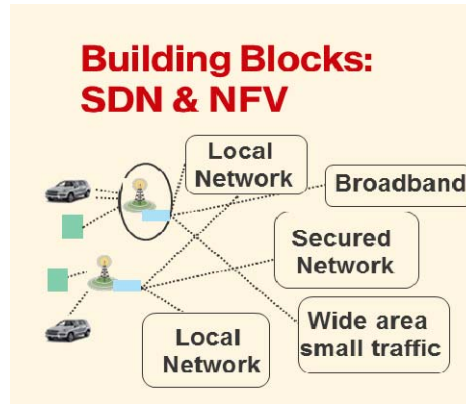 Building Blocks:
SDN & NFV
Local
Network
Broadband
Secured
Network
Wide area
small traffic
Local
Network